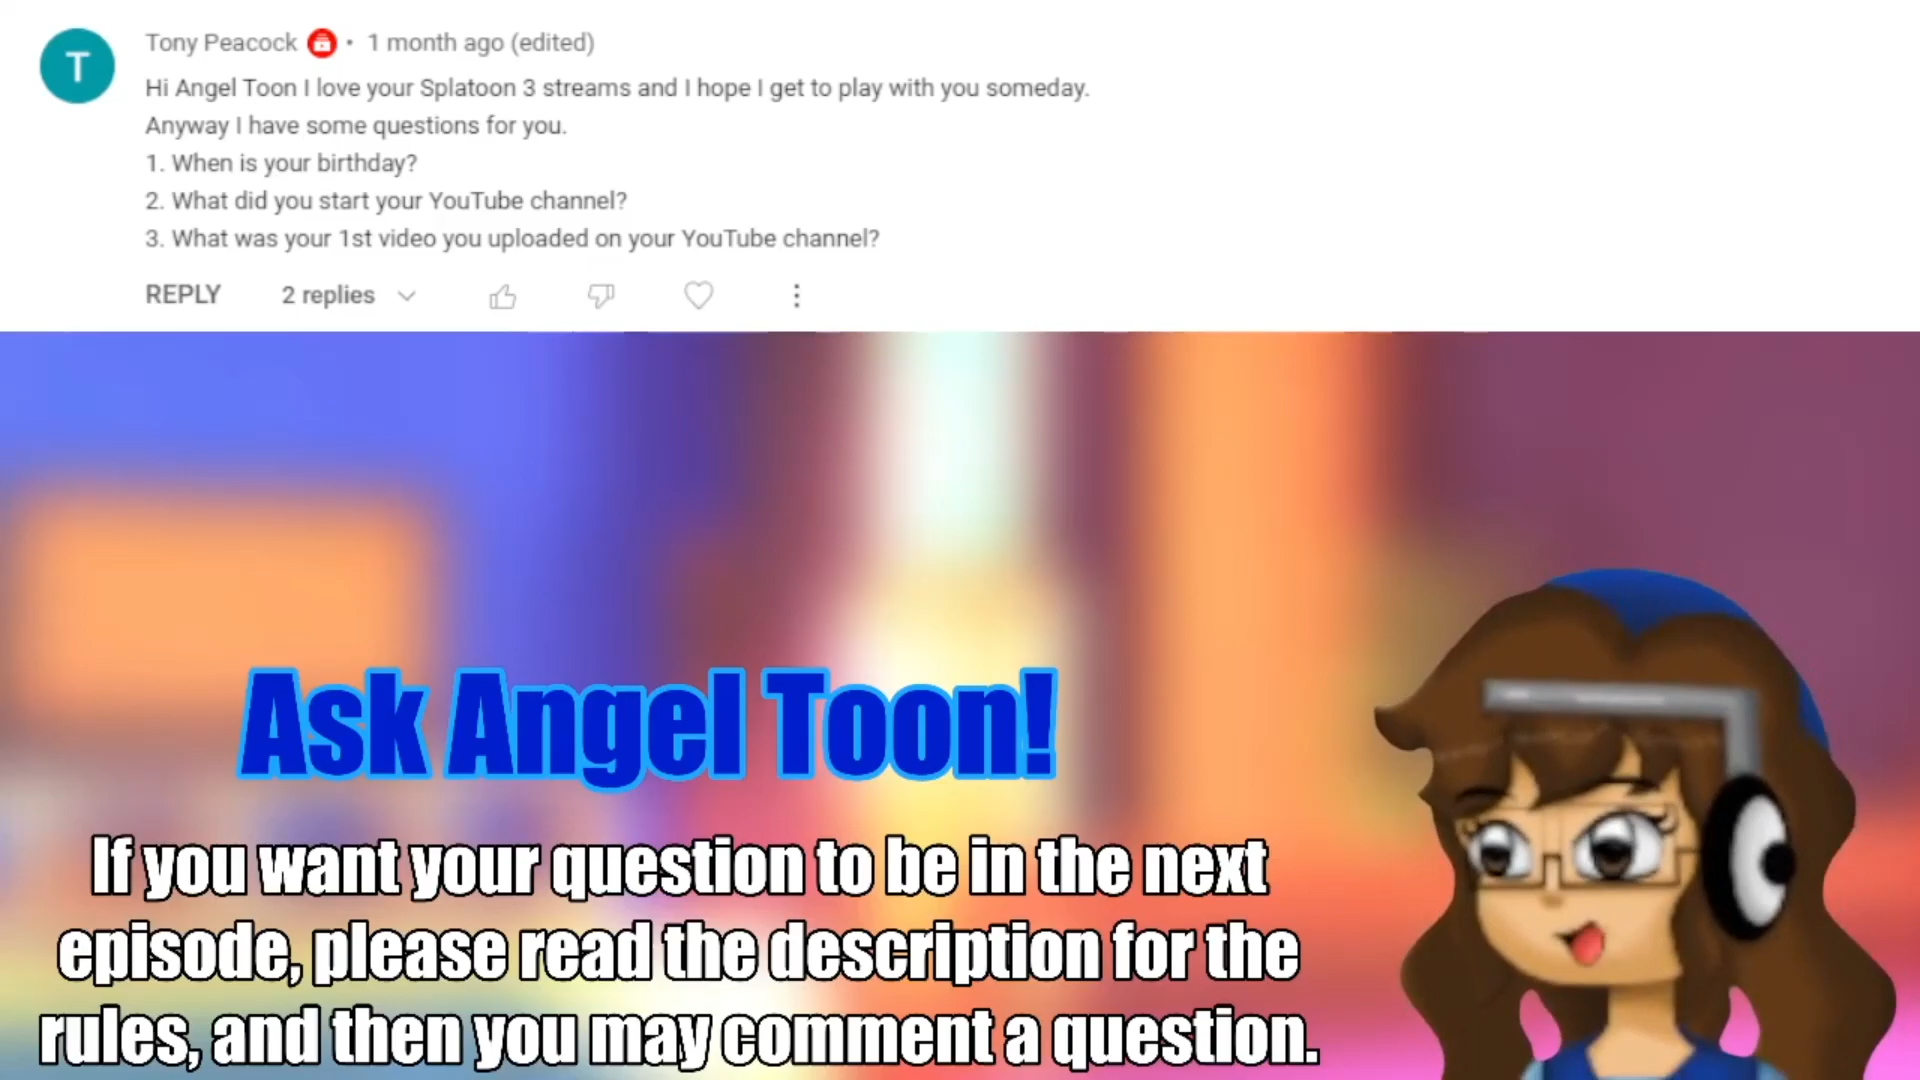 T
Tony Peacock • 1 month ago (edited)
Hi Angel Toon I love your Splatoon 3 streams and I hope I get to play with you someday.
Anyway I have some questions for you.
1. When is your birthday?
2. What did you start your YouTube channel?
3. What was your 1st video you uploaded on your YouTube channel?
REPLY 2 replies
Ask Angel Toon!
If you want your question to be in the next
episode, please read the description for the
rules, and then you may comment a question.